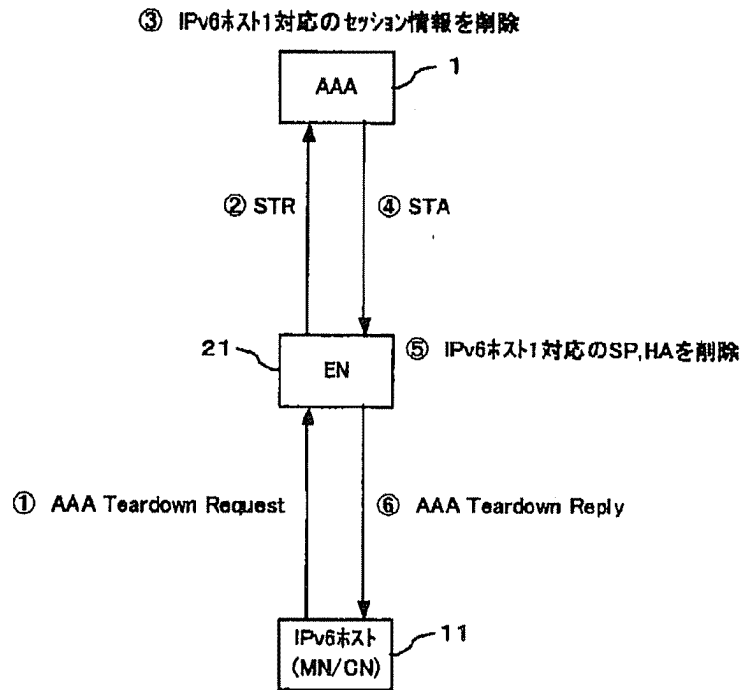 ③ IPv6ホスト1対応のセッション情報を削除
AAA
1
② STR
④ STA
21
EN
⑤ IPv6ホスト1対応のSP,HAを削除
① AAA Teardown Request
⑥ AAA Teardown Reply
IPv6ホスト
(MN/CN)
11